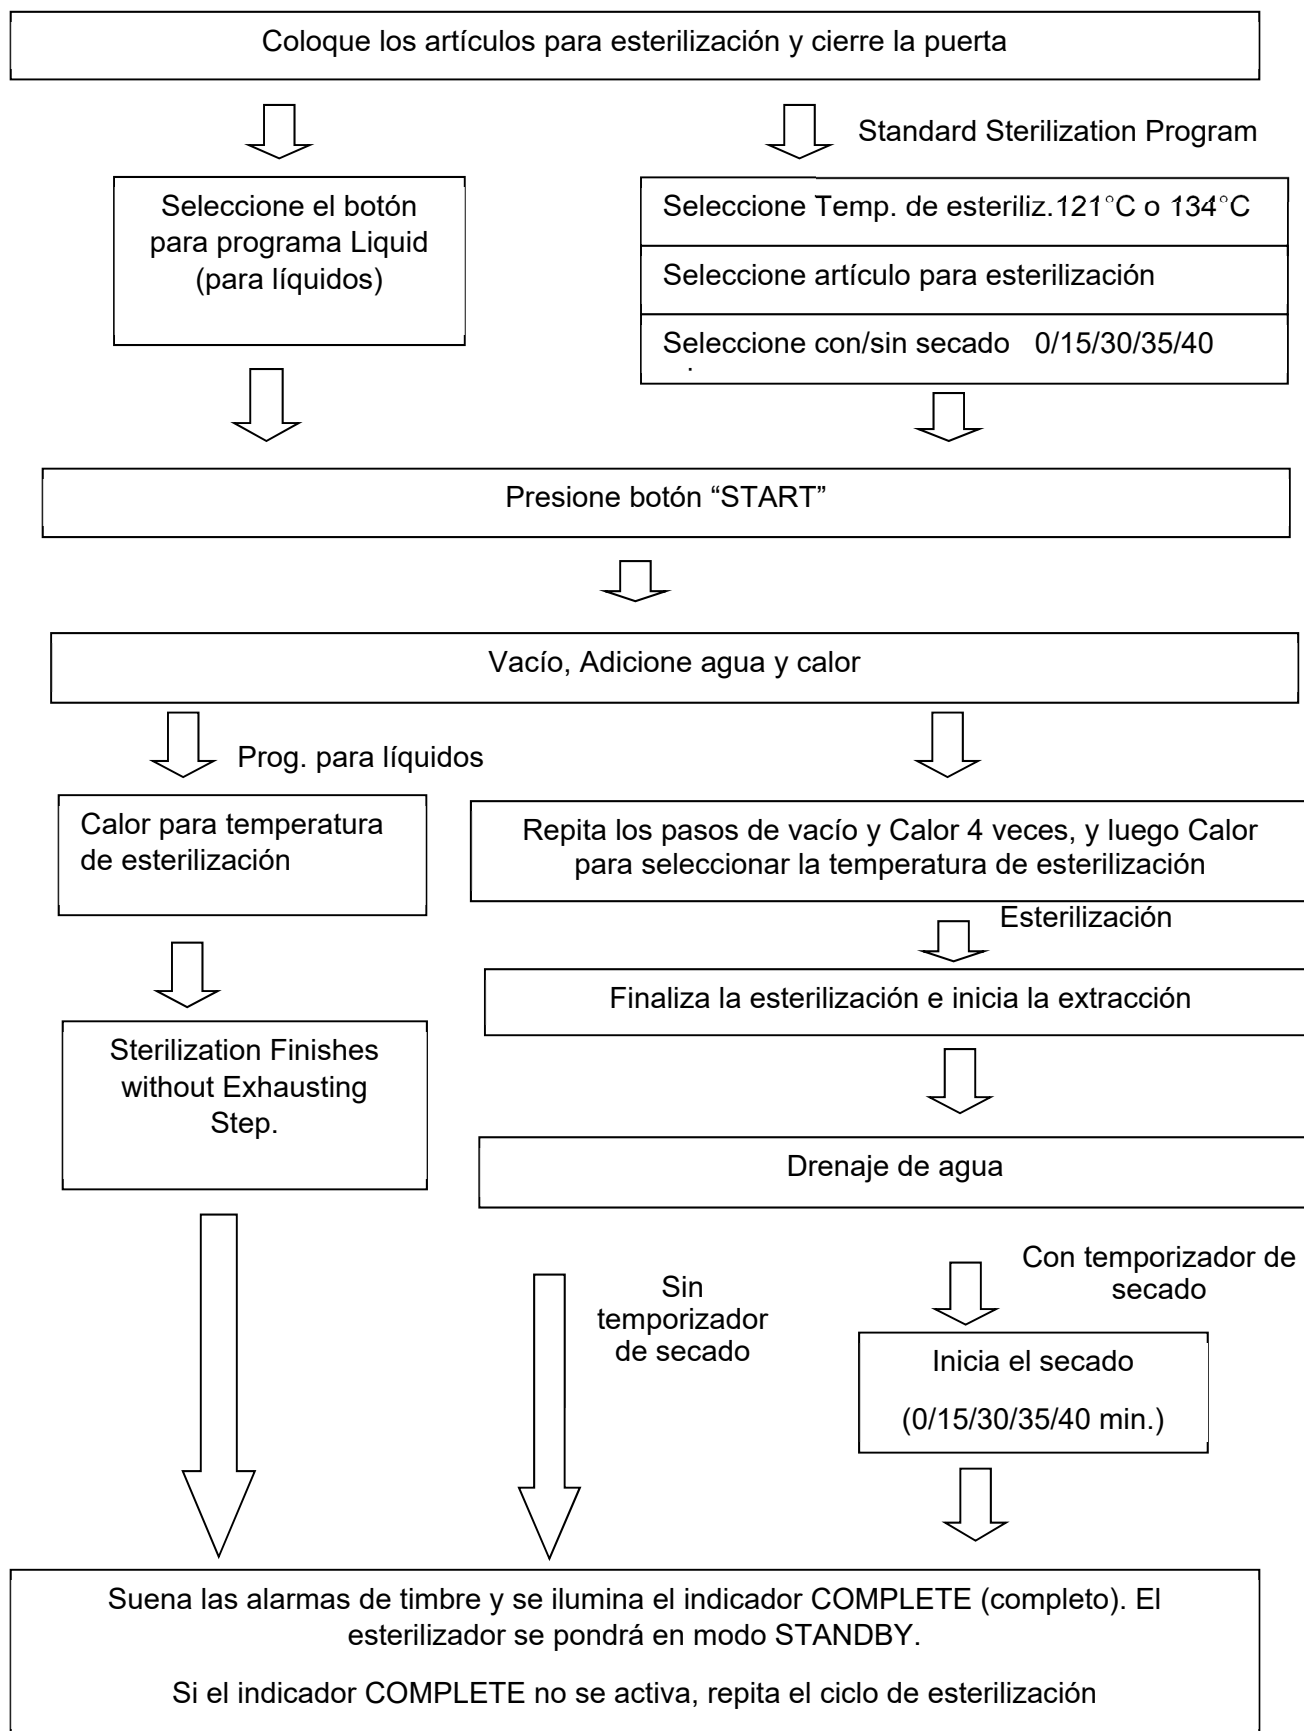 Coloque los artículos para esterilización y cierre la puerta
Standard Sterilization Program
Seleccione el botón
para programa Liquid
(para líquidos)
Seleccione Temp. de esteriliz.121°C o 134°C
Seleccione artículo para esterilización
Seleccione con/sin secado 0/15/30/35/40
Presione botón “START”
Vacío, Adicione agua y calor
Prog. para líquidos
Calor para temperatura
de esterilización
Repita los pasos de vacío y Calor 4 veces, y luego Calor
para seleccionar la temperatura de esterilización
Esterilización
Finaliza la esterilización e inicia la extracción
Sterilization Finishes
without Exhausting
Step.
Drenaje de agua
Con temporizador de
secado
Sin
temporizador
de secado
Inicia el secado
(0/15/30/35/40 min.)
Suena las alarmas de timbre y se ilumina el indicador COMPLETE (completo). El
esterilizador se pondrá en modo STANDBY.
Si el indicador COMPLETE no se activa, repita el ciclo de esterilización